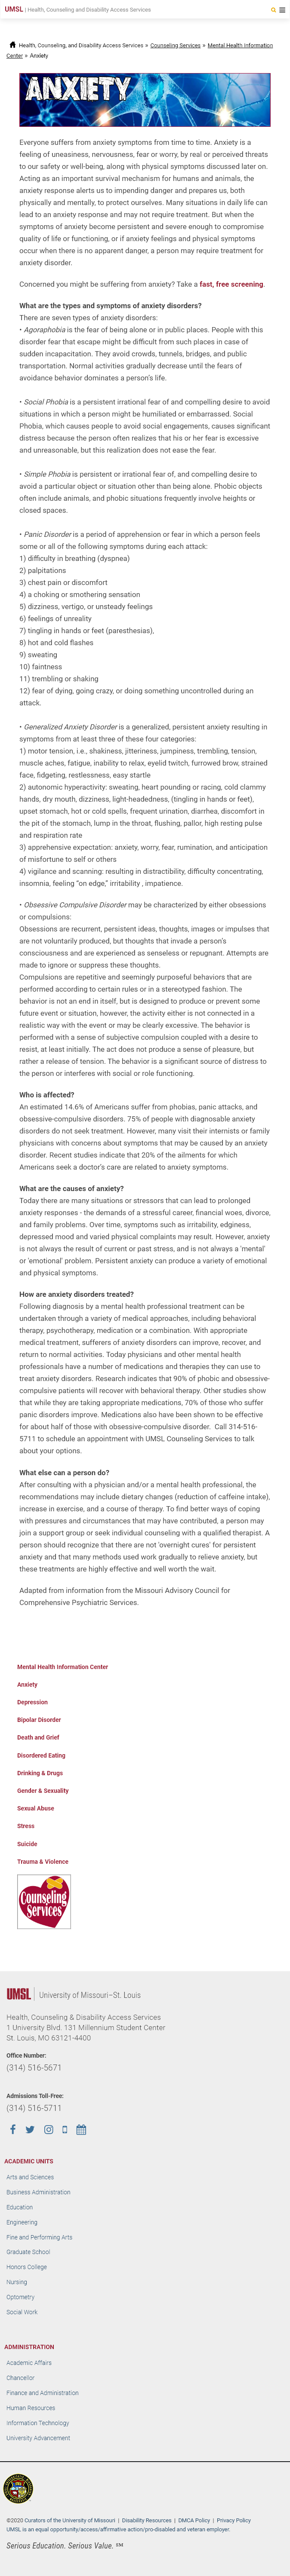 UMSL | Health, Counseling and Disability Access Services
Health, Counseling, and Disability Access Services » Counseling Services » Mental Health Information
Center » Anxiety
ANXIETY
Everyone suffers from anxiety symptoms from time to time. Anxiety is a
feeling of uneasiness, nervousness, fear or worry, by real or perceived threats
to our safety or well-being, along with physical symptoms discussed later on.
Acting as an important survival mechanism for humans and animals, the
anxiety response alerts us to impending danger and prepares us, both
physically and mentally, to protect ourselves. Many situations in daily life can
lead to an anxiety response and may not require treatment. But when the
symptoms of anxiety become persistent and severe enough to compromise
quality of life or functioning, or if anxiety feelings and physical symptoms
occur when there is no apparent danger, a person may require treatment for
anxiety disorder.
Concerned you might be suffering from anxiety? Take a fast, free screening.
What are the types and symptoms of anxiety disorders?
There are seven types of anxiety disorders:
• Agoraphobia is the fear of being alone or in public places. People with this
disorder fear that escape might be difficult from such places in case of
sudden incapacitation. They avoid crowds, tunnels, bridges, and public
transportation. Normal activities gradually decrease until the fears of
avoidance behavior dominates a person's life.
• Social Phobia is a persistent irrational fear of and compelling desire to avoid
situations in which a person might be humiliated or embarrassed. Social
Phobia, which causes people to avoid social engagements, causes significant
distress because the person often realizes that his or her fear is excessive
and unreasonable, but this realization does not ease the fear.
• Simple Phobia is persistent or irrational fear of, and compelling desire to
avoid a particular object or situation other than being alone. Phobic objects
often include animals, and phobic situations frequently involve heights or
closed spaces.
• Panic Disorder is a period of apprehension or fear in which a person feels
some or all of the following symptoms during each attack:
1) difficulty in breathing (dyspnea)
2) palpitations
3) chest pain or discomfort
4) a choking or smothering sensation
5) dizziness, vertigo, or unsteady feelings
6) feelings of unreality
7) tingling in hands or feet (paresthesias),
8) hot and cold flashes
9) sweating
10) faintness
11) trembling or shaking
12) fear of dying, going crazy, or doing something uncontrolled during an
attack.
• Generalized Anxiety Disorder is a generalized, persistent anxiety resulting in
symptoms from at least three of these four categories:
1) motor tension, i.e., shakiness, jitteriness, jumpiness, trembling, tension,
muscle aches, fatigue, inability to relax, eyelid twitch, furrowed brow, strained
face, fidgeting, restlessness, easy startle
2) autonomic hyperactivity: sweating, heart pounding or racing, cold clammy
hands, dry mouth, dizziness, light-headedness, (tingling in hands or feet),
upset stomach, hot or cold spells, frequent urination, diarrhea, discomfort in
the pit of the stomach, lump in the throat, flushing, pallor, high resting pulse
and respiration rate
3) apprehensive expectation: anxiety, worry, fear, rumination, and anticipation
of misfortune to self or others
4) vigilance and scanning: resulting in distractibility, difficulty concentrating,
insomnia, feeling "on edge," irritability , impatience.
• Obsessive Compulsive Disorder may be characterized by either obsessions
or compulsions:
Obsessions are recurrent, persistent ideas, thoughts, images or impulses that
are not voluntarily produced, but thoughts that invade a person's
consciousness and are experienced as senseless or repugnant. Attempts are
made to ignore or suppress these thoughts.
Compulsions are repetitive and seemingly purposeful behaviors that are
performed according to certain rules or in a stereotyped fashion. The
behavior is not an end in itself, but is designed to produce or prevent some
future event or situation, however, the activity either is not connected in a
realistic way with the event or may be clearly excessive. The behavior is
performed with a sense of subjective compulsion coupled with a desire to
resist, at least initially. The act does not produce a sense of pleasure, but
rather a release of tension. The behavior is a significant source of distress to
the person or interferes with social or role functioning.
Who is affected?
An estimated 14.6% of Americans suffer from phobias, panic attacks, and
obsessive-compulsive disorders. 75% of people with diagnosable anxiety
disorders do not seek treatment. However, many visit their internists or family
physicians with concerns about symptoms that may be caused by an anxiety
disorder. Recent studies indicate that 20% of the ailments for which
Americans seek a doctor's care are related to anxiety symptoms.
What are the causes of anxiety?
Today there are many situations or stressors that can lead to prolonged
anxiety responses - the demands of a stressful career, financial woes, divorce,
or family problems. Over time, symptoms such as irritability, edginess,
depressed mood and varied physical complaints may result. However, anxiety
is not always the result of current or past stress, and is not always a 'mental'
or 'emotional' problem. Persistent anxiety can produce a variety of emotional
and physical symptoms.
How are anxiety disorders treated?
Following diagnosis by a mental health professional treatment can be
undertaken through a variety of medical approaches, including behavioral
therapy, psychotherapy, medication or a combination. With appropriate
medical treatment, sufferers of anxiety disorders can improve, recover, and
return to normal activities. Today physicians and other mental health
professionals have a number of medications and therapies they can use to
treat anxiety disorders. Research indicates that 90% of phobic and obsessive-
compulsive patients will recover with behavioral therapy. Other studies show
that while they are taking appropriate medications, 70% of those who suffer
panic disorders improve. Medications also have been shown to be effective
for about half of those with obsessive-compulsive disorder. Call 314-516-
5711 to schedule an appointment with UMSL Counseling Services to talk
about your options.
What else can a person do?
After consulting with a physician and/or a mental health professional, the
recommendations may include dietary changes (reduction of caffeine intake),
increase in exercise, and a course of therapy. To find better ways of coping
with pressures and circumstances that may have contributed, a person may
join a support group or seek individual counseling with a qualified therapist. A
person should recognize that there are not 'overnight cures' for persistent
anxiety and that many methods used work gradually to relieve anxiety, but
these treatments are highly effective and well worth the wait.
Adapted from information from the Missouri Advisory Council for
Comprehensive Psychiatric Services.
Mental Health Information Center
Anxiety
Depression
Bipolar Disorder
Death and Grief
Disordered Eating
Drinking & Drugs
Gender & Sexuality
Sexual Abuse
Stress
Suicide
Trauma & Violence
Counseling
Services
UMSL | University of Missouri–St. Louis
Health, Counseling & Disability Access Services
1 University Blvd. 131 Millennium Student Center
St. Louis, MO 63121-4400
Office Number:
(314) 516-5671
Admissions Toll-Free:
(314) 516-5711
ACADEMIC UNITS
Arts and Sciences
Business Administration
Education
Engineering
Fine and Performing Arts
Graduate School
Honors College
Nursing
Optometry
Social Work
ADMINISTRATION
Academic Affairs
Chancellor
Finance and Administration
Human Resources
Information Technology
University Advancement
©2020 Curators of the University of Missouri | Disability Resources | DMCA Policy | Privacy Policy
UMSL is an equal opportunity/access/affirmative action/pro-disabled and veteran employer.
Serious Education. Serious Value. SM